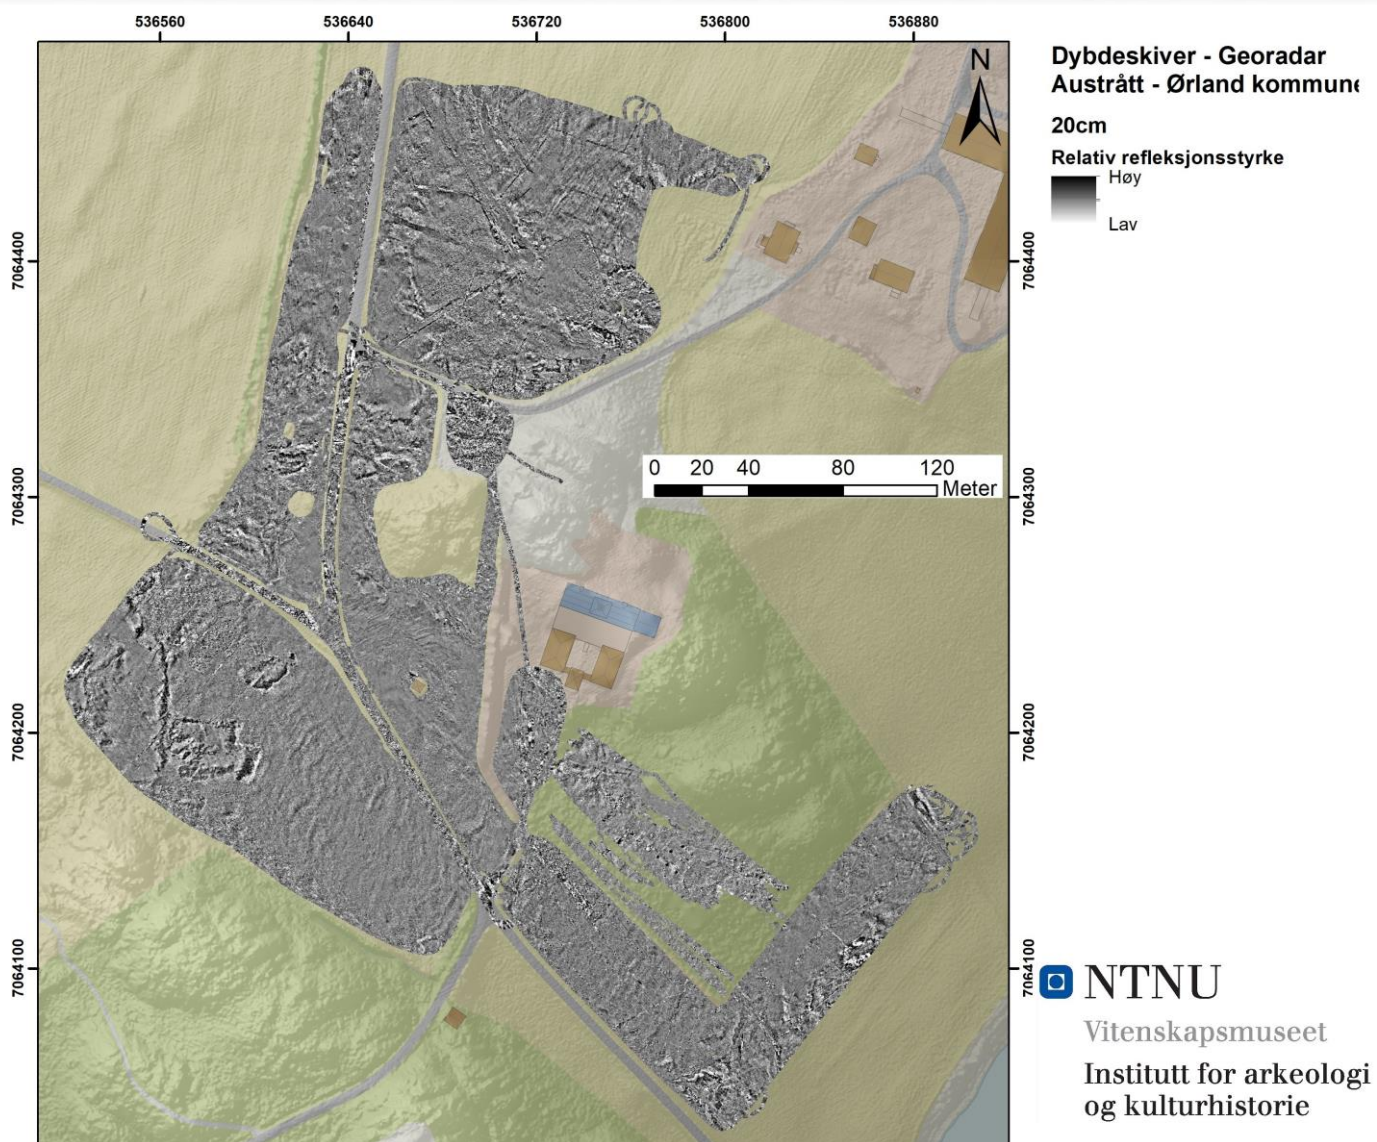 536560
536640
536720
536800
536880
N
Dybdeskiver - Georadar
Austrått - Ørland kommune
20cm
Relativ refleksjonsstyrke
Høy
Lav
7064400
7064400
7064300
7064300
0 20 40 80 120
Meter
7064200
7064200
7064100
7064100
NTNU
Vitenskapsmuseet
Institutt for arkeologi
og kulturhistorie